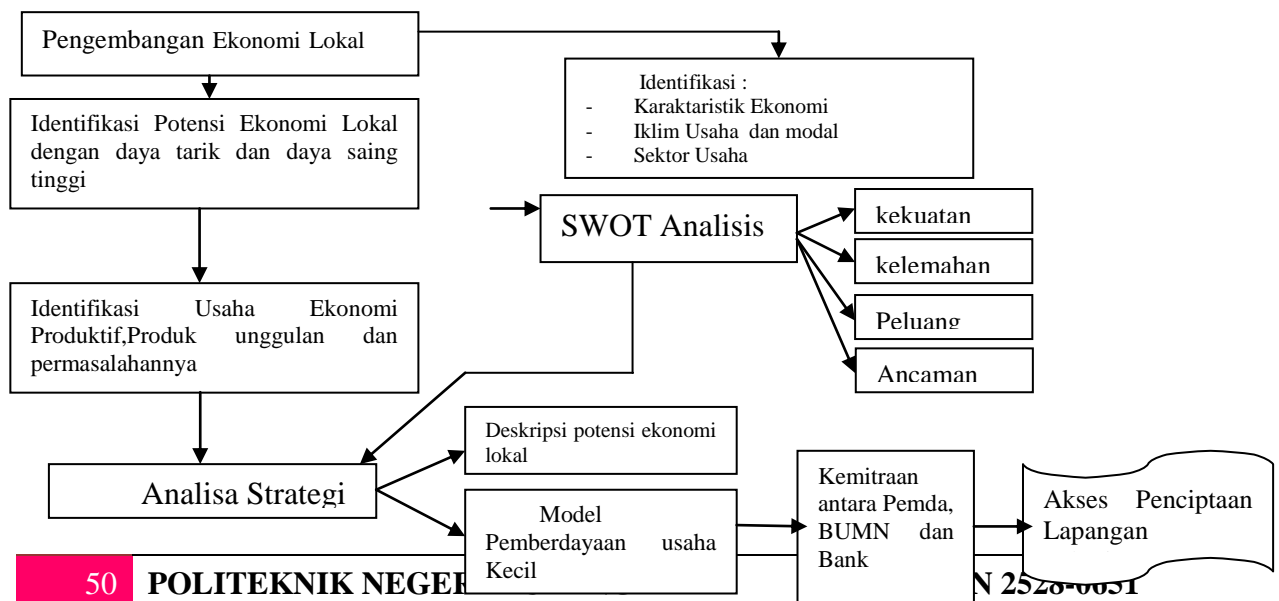 Pengembangan Ekonomi Lokal
Identifikasi :
- Karaktaristik Ekonomi
- Iklim Usaha dan modal
- Sektor Usaha
Identifikasi Potensi Ekonomi Lokal
dengan daya tarik dan daya saing
tinggi
SWOT Analisis
kekuatan
kelemahan
Peluang
Ancaman
Identifikasi Usaha Ekonomi
Produktif,Produk unggulan dan
permasalahannya
Analisa Strategi
Deskripsi potensi ekonomi
lokal
Model
Pemberdayaan usaha
Kecil
Kemitraan
antara Pemda,
BUMN dan
Bank
Akses Penciptaan
Lapangan
50 POLITEKNIK 2528-0651